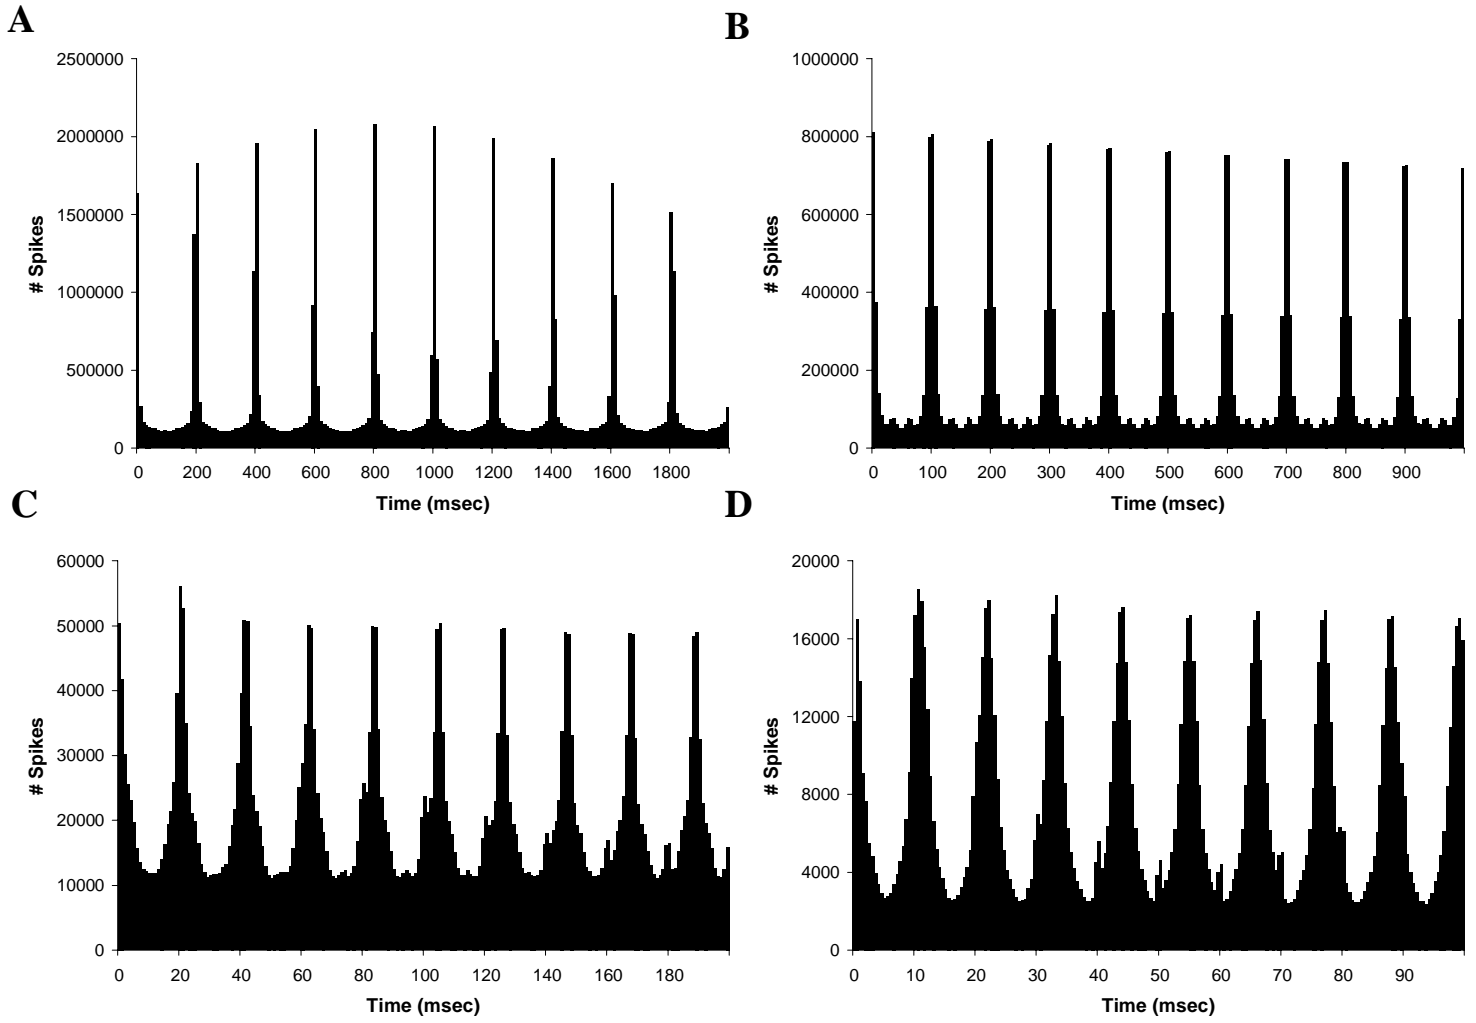 A
2500000
2000000
1500000
1000000
500000
0
# Spikes
0 200 400 600 800 1000 1200 1400 1600 1800
Time (msec)
B
1000000
800000
600000
400000
200000
0
# Spikes
0 100 200 300 400 500 600 700 800 900
Time (msec)
C
60000
50000
40000
30000
20000
10000
0
# Spikes
0 20 40 60 80 100 120 140 160 180
Time (msec)
D
20000
16000
12000
8000
4000
0
# Spikes
0 10 20 30 40 50 60 70 80 90
Time (msec)